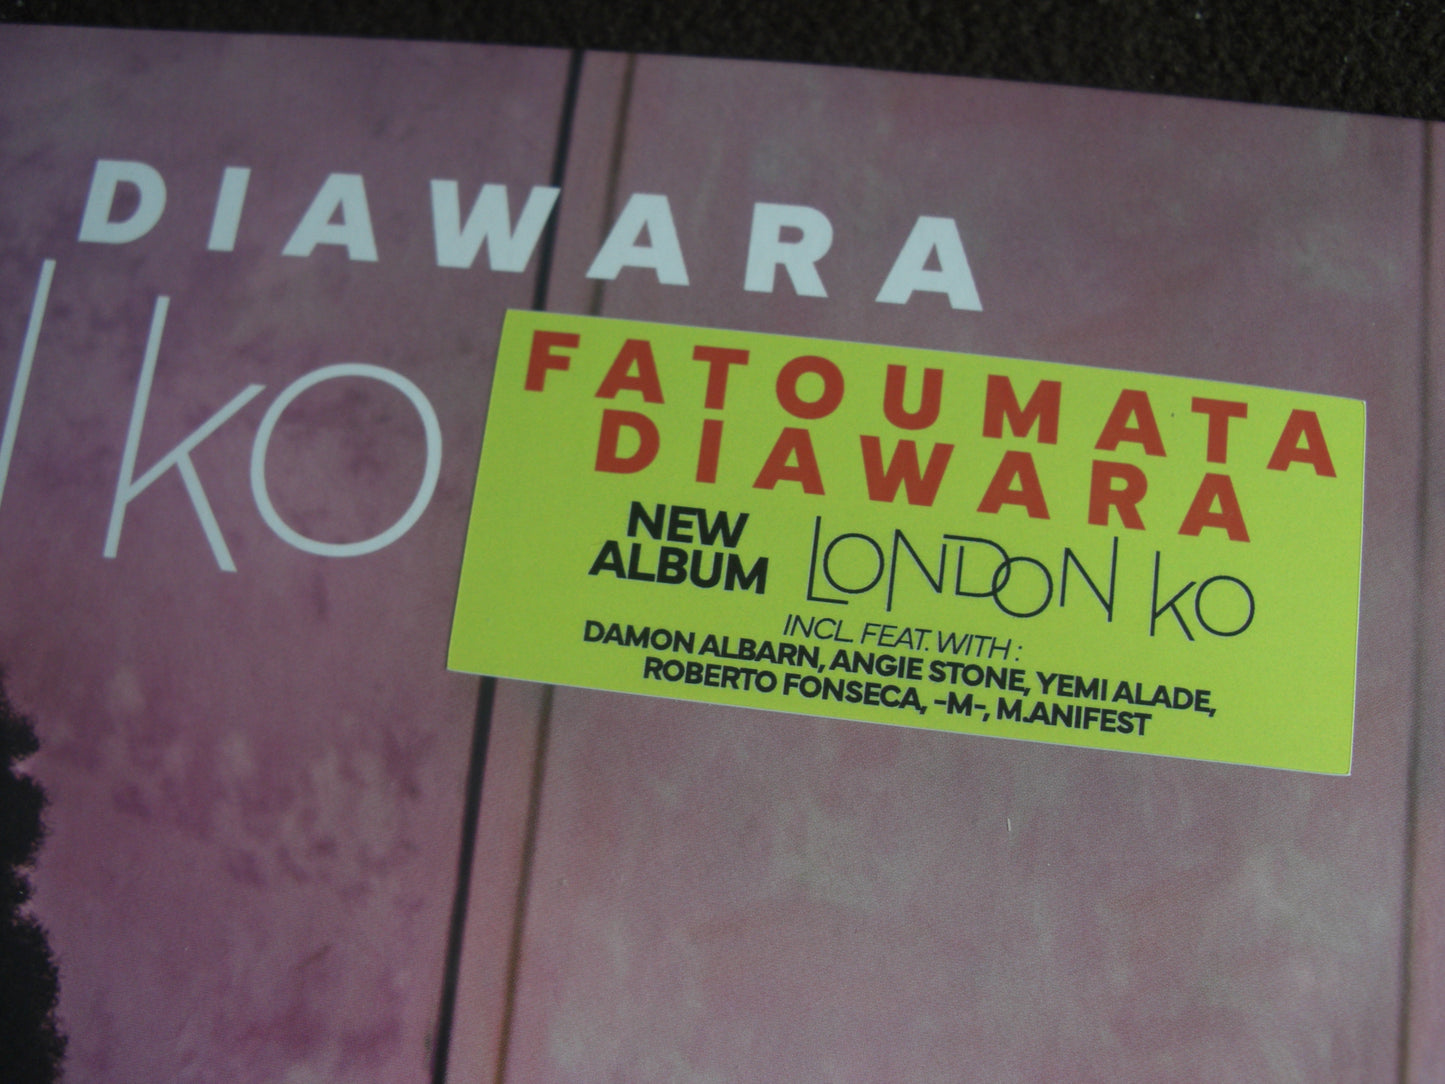 DIAWARA
KO
FATOUMATA
DIAWARA
NEW
ALBUM
LONDON KO
INCL. FEAT. WITH :
DAMON ALBARN, ANGIE STONE, YEMI ALADE,
ROBERTO FONSECA, -M-, M.ANIFEST